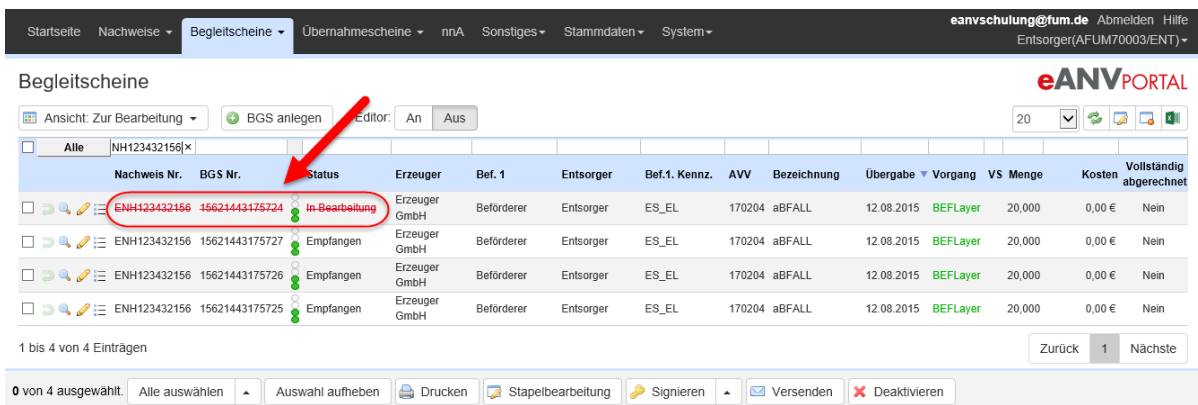 eanvschulung@fum.de Abmelden Hilfe
Startseite Nachweise Begleitscheine Übernahmescheine nnA Sonstiges Stammdaten System
Entsorger(AFUM70003/ENT)
Begleitscheine
eANVPORTAL
Ansicht: Zur Bearbeitung BGS anlegen Editor: An Aus 20
Alle NH123432156
Nachweis Nr. BGS Nr. Status Erzeuger Bef. 1 Entsorger Bef.1. Kennz. AVV Bezeichnung Übergabe Vorgang VS Menge Kosten Vollständig abgerechnet
ENH123432156 15621443175724 In Bearbeitung Erzeuger GmbH Beförderer Entsorger ES_EL 170204 aBFALL 12.08.2015 BEFLayer 20,000 0,00 € Nein
ENH123432156 15621443175727 Empfangen Erzeuger GmbH Beförderer Entsorger ES_EL 170204 aBFALL 12.08.2015 BEFLayer 20,000 0,00 € Nein
ENH123432156 15621443175726 Empfangen Erzeuger GmbH Beförderer Entsorger ES_EL 170204 aBFALL 12.08.2015 BEFLayer 20,000 0,00 € Nein
ENH123432156 15621443175725 Empfangen Erzeuger GmbH Beförderer Entsorger ES_EL 170204 aBFALL 12.08.2015 BEFLayer 20,000 0,00 € Nein
1 bis 4 von 4 Einträgen Zurück 1 Nächste
0 von 4 ausgewählt. Alle auswählen Auswahl aufheben Drucken Stapelbearbeitung Signieren Versenden Deaktivieren